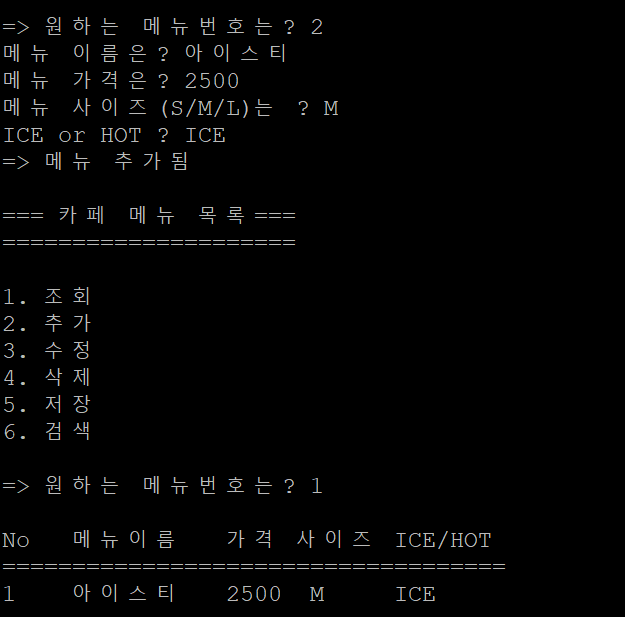 => 원하는 메뉴번호는? 2
메뉴 이름은? 아이스티
메뉴 가격은? 2500
메뉴 사이즈(S/M/L)는 ? M
ICE or HOT ? ICE
=> 메뉴 추가됨
=== 카페 메뉴 목록 ===
=====================
1. 조회
2. 추가
3. 수정
4. 삭제
5. 저장
6. 검색
=> 원하는 메뉴번호는? 1
No 메뉴이름 가격 사이즈 ICE/HOT
====================================
1 아이스티 2500 M ICE